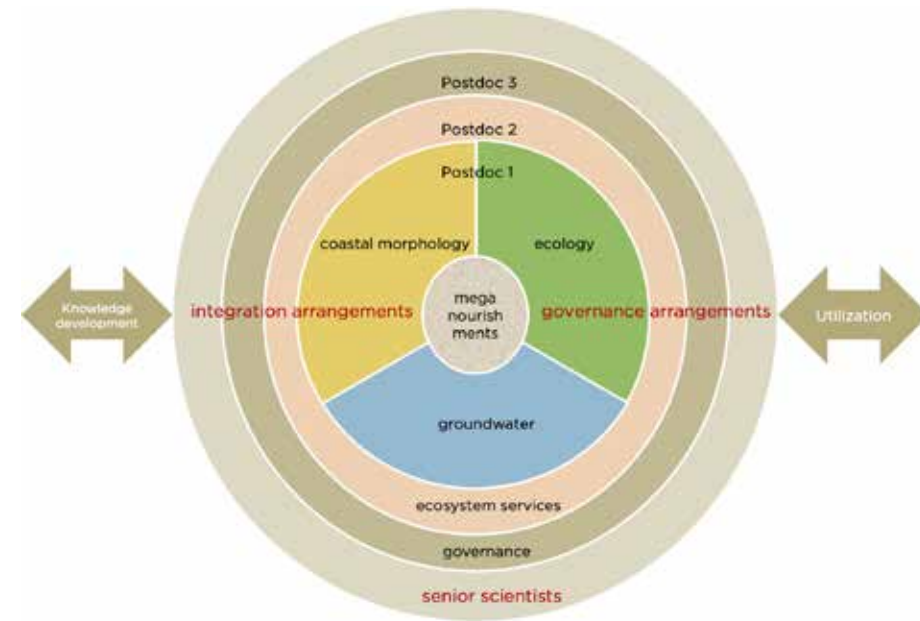 Postdoc 3
Postdoc 2
Postdoc 1
coastal morphology
ecology
Knowledge
development
integration arrangements
mega
nourish
ments
governance arrangements
Utilization
groundwater
ecosystem services
governance
senior scientists